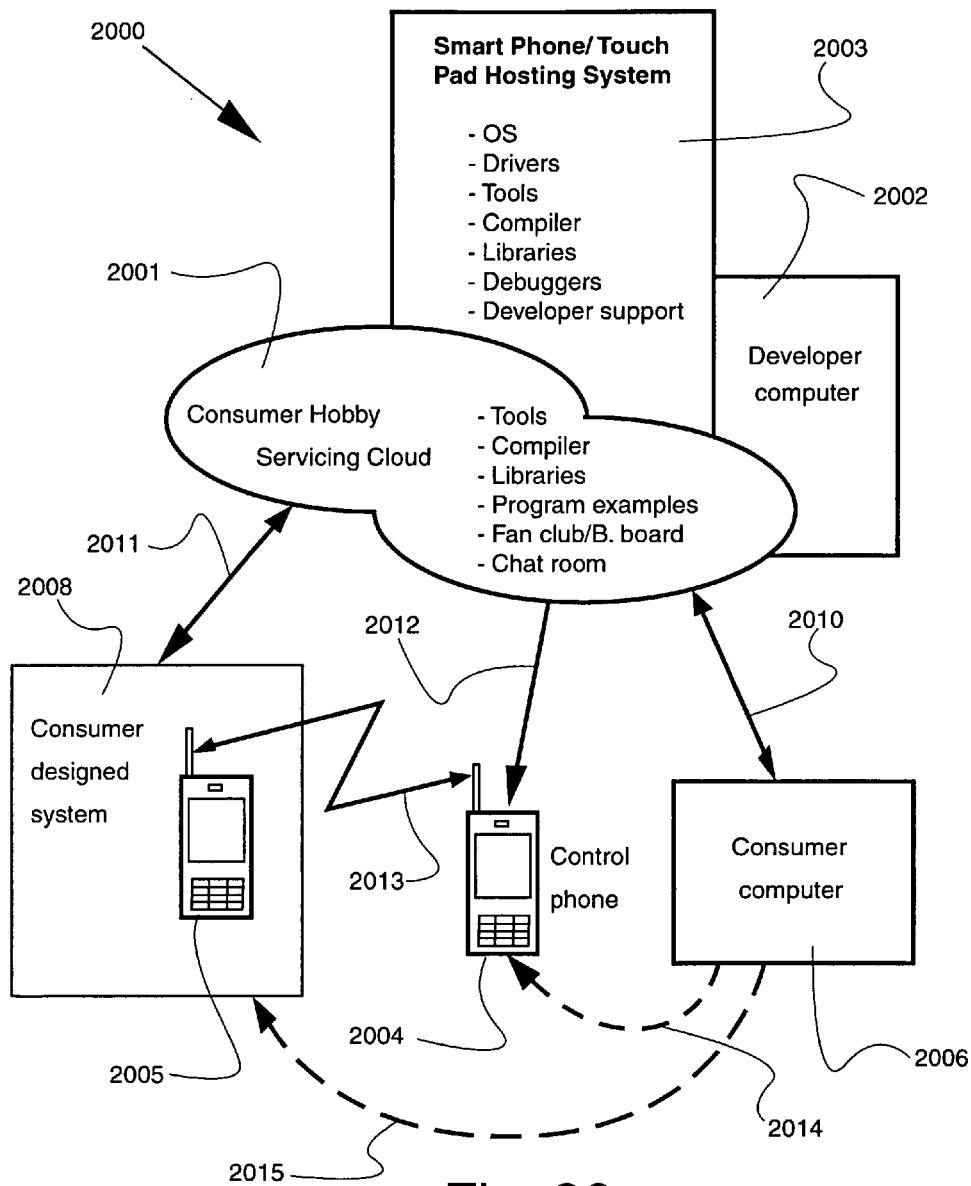 2000
Smart Phone/ Touch
Pad Hosting System
2003
- OS
- Drivers
- Tools
- Compiler
- Libraries
- Debuggers
- Developer support
2002
2001
Developer
computer
Consumer Hobby
Servicing Cloud
- Tools
- Compiler
- Libraries
- Program examples
- Fan club/B. board
- Chat room
2011
2008
2012
2010
Consumer
designed
system
2013
Control
phone
Consumer
computer
2004
2005
2006
2014
2015